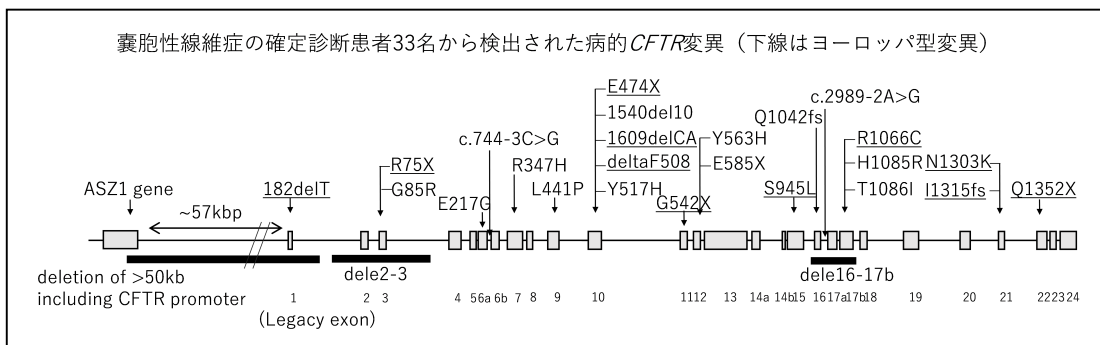 嚢胞性線維症の確定診断患者33名から検出された病的CFTR変異（下線はヨーロッパ型変異）
E474X
1540del10
1609delCA
deltaF508
Y517H
c.2989-2A>G
Q1042fs
c.744-3C>G
Y563H
E585X
R1066C
H1085R
T1086I
R75X
G85R
R347H
L441P
N1303K
I1315fs
ASZ1 gene
182delT
E217G
G542X
S945L
Q1352X
~57kbp
deletion of >50kb
including CFTR promoter
dele2-3
dele16-17b
1 2 3 4 5 6a 6b 7 8 9 10 11 12 13 14a 14b 15 16 17a 17b 18 19 20 21 22 23 24
(Legacy exon)